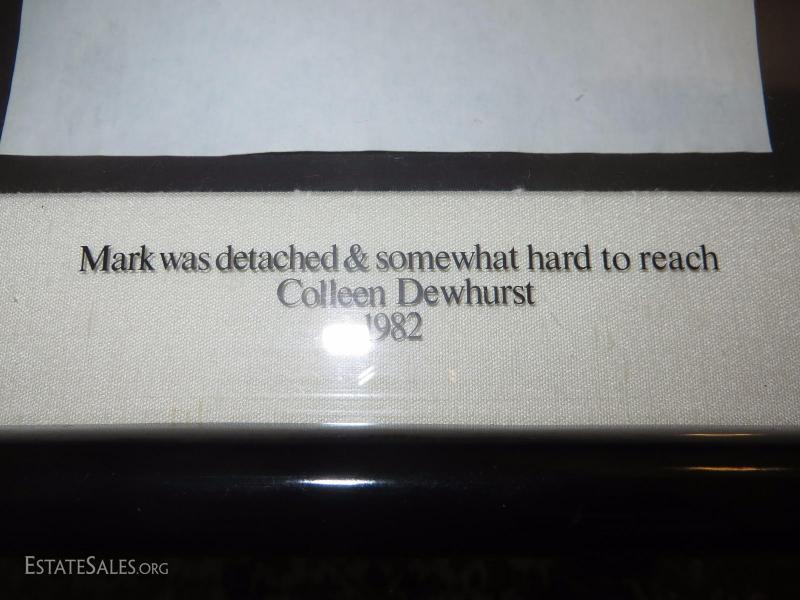 Mark was detached & somewhat hard to reach
Colleen Dewhurst
1982
ESTATESALES.ORG